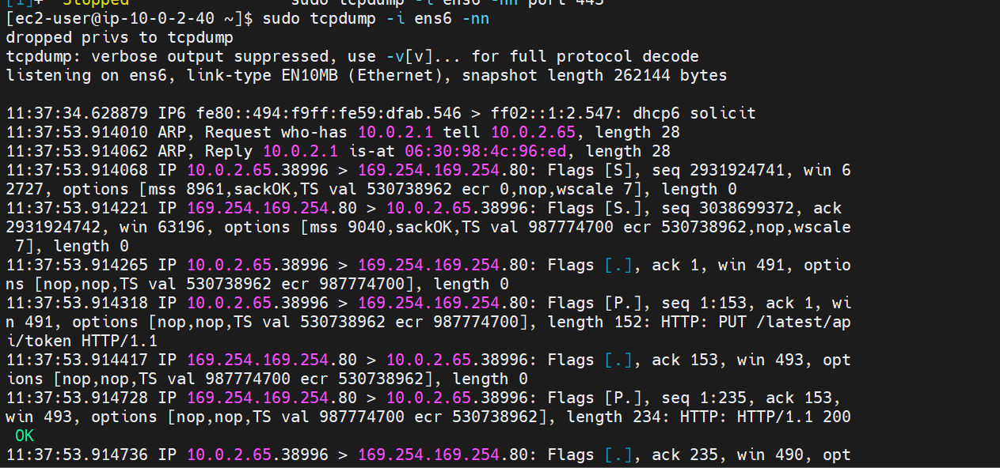 [1]+  Stopped                 sudo tcpdump -i ens6 -nn port 443
[ec2-user@ip-10-0-2-40 ~]$ sudo tcpdump -i ens6 -nn
dropped privs to tcpdump
tcpdump: verbose output suppressed, use -v[v]... for full protocol decode
listening on ens6, link-type EN10MB (Ethernet), snapshot length 262144 bytes
11:37:34.628879 IP6 fe80::494:f9ff:fe59:dfab.546 > ff02::1:2.547: dhcp6 solicit
11:37:53.914010 ARP, Request who-has 10.0.2.1 tell 10.0.2.65, length 28
11:37:53.914062 ARP, Reply 10.0.2.1 is-at 06:30:98:4c:96:ed, length 28
11:37:53.914068 IP 10.0.2.65.38996 > 169.254.169.254.80: Flags [S], seq 2931924741, win 6
2727, options [mss 8961,sackOK,TS val 530738962 ecr 0,nop,wscale 7], length 0
11:37:53.914221 IP 169.254.169.254.80 > 10.0.2.65.38996: Flags [S.], seq 3038699372, ack
2931924742, win 63196, options [mss 9040,sackOK,TS val 987774700 ecr 530738962,nop,wscale
 7], length 0
11:37:53.914265 IP 10.0.2.65.38996 > 169.254.169.254.80: Flags [.], ack 1, win 491, optio
ns [nop,nop,TS val 530738962 ecr 987774700], length 0
11:37:53.914318 IP 10.0.2.65.38996 > 169.254.169.254.80: Flags [P.], seq 1:153, ack 1, wi
n 491, options [nop,nop,TS val 530738962 ecr 987774700], length 152: HTTP: PUT /latest/ap
i/token HTTP/1.1
11:37:53.914417 IP 169.254.169.254.80 > 10.0.2.65.38996: Flags [.], ack 153, win 493, opt
ions [nop,nop,TS val 987774700 ecr 530738962], length 0
11:37:53.914728 IP 169.254.169.254.80 > 10.0.2.65.38996: Flags [P.], seq 1:235, ack 153,
win 493, options [nop,nop,TS val 987774700 ecr 530738962], length 234: HTTP: HTTP/1.1 200
 OK
11:37:53.914736 IP 10.0.2.65.38996 > 169.254.169.254.80: Flags [.], ack 235, win 490, opt